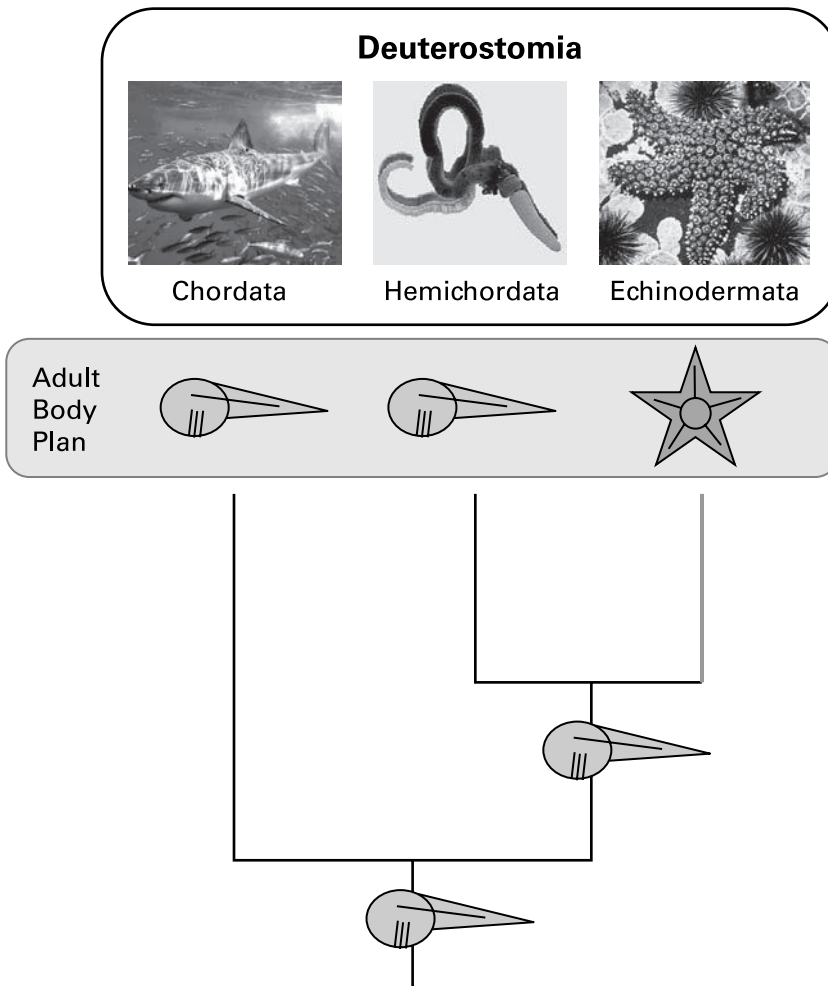 Deuterostomia
Chordata
Hemichordata
Echinodermata
Adult
Body
Plan